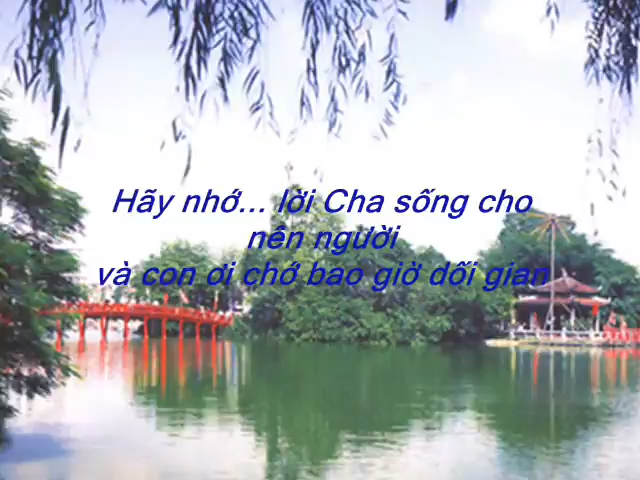 Hãy nhớ... lời Cha sống cho
nên người
và con ơi chớ bao giờ dối gian